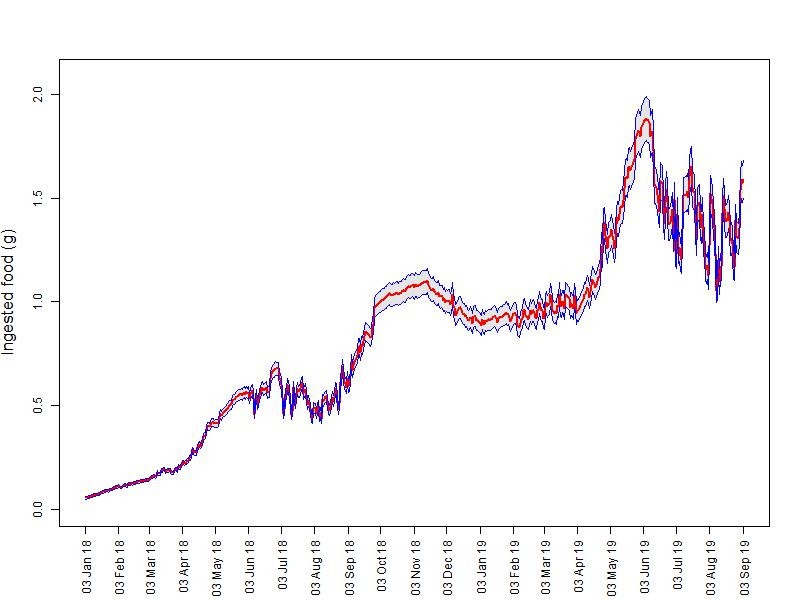 Ingested food (g)
2.0
1.5
1.0
0.5
0.0
03 Jan 18
03 Feb 18
03 Mar 18
03 Apr 18
03 May 18
03 Jun 18
03 Jul 18
03 Aug 18
03 Sep 18
03 Oct 18
03 Nov 18
03 Dec 18
03 Jan 19
03 Feb 19
03 Mar 19
03 Apr 19
03 May 19
03 Jun 19
03 Jul 19
03 Aug 19
03 Sep 19